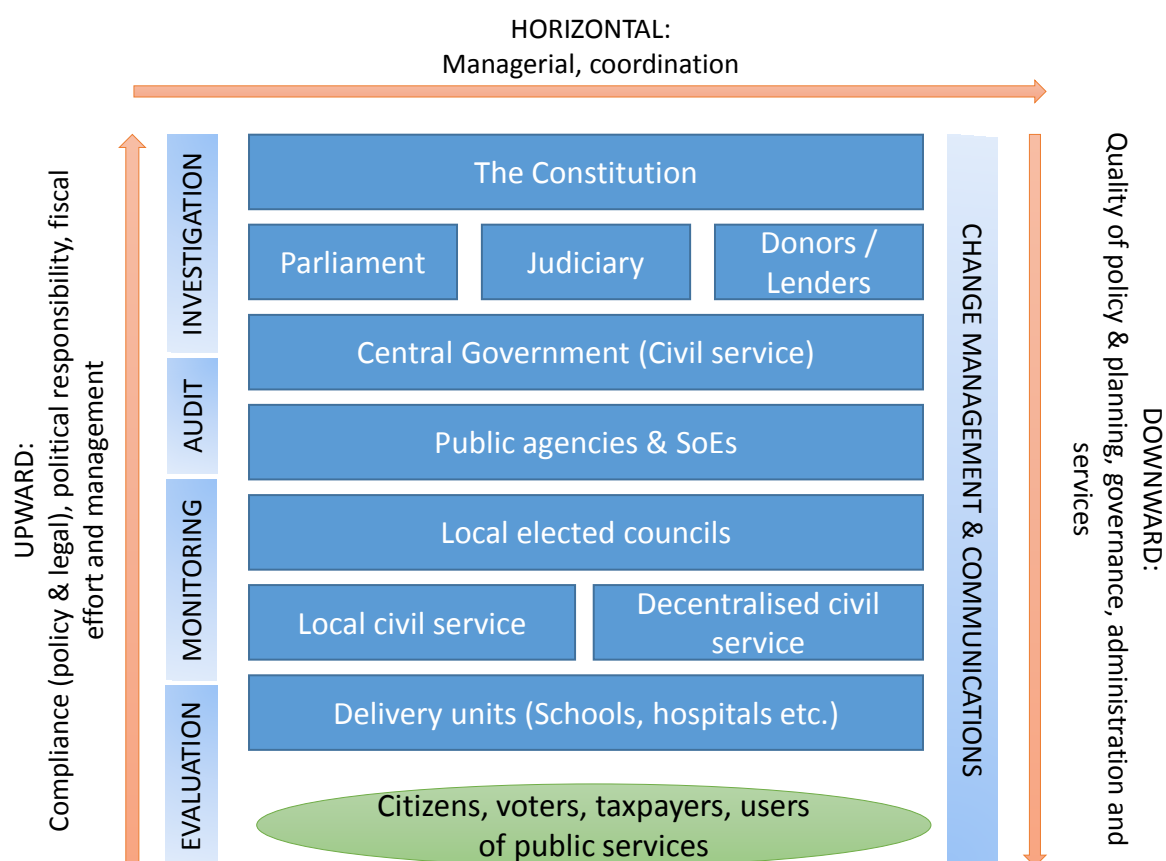 HORIZONTAL:
Managerial, coordination
UPWARD:
Compliance (policy & legal), political responsibility, fiscal
effort and management
INVESTIGATION
AUDIT
MONITORING
EVALUATION
The Constitution
Parliament
Judiciary
Donors /
Lenders
Central Government (Civil service)
Public agencies & SoEs
Local elected councils
Local civil service
Decentralised civil
service
Delivery units (Schools, hospitals etc.)
Citizens, voters, taxpayers, users
of public services
CHANGE MANAGEMENT & COMMUNICATIONS
DOWNWARD:
Quality of policy & planning, governance, administration and
services